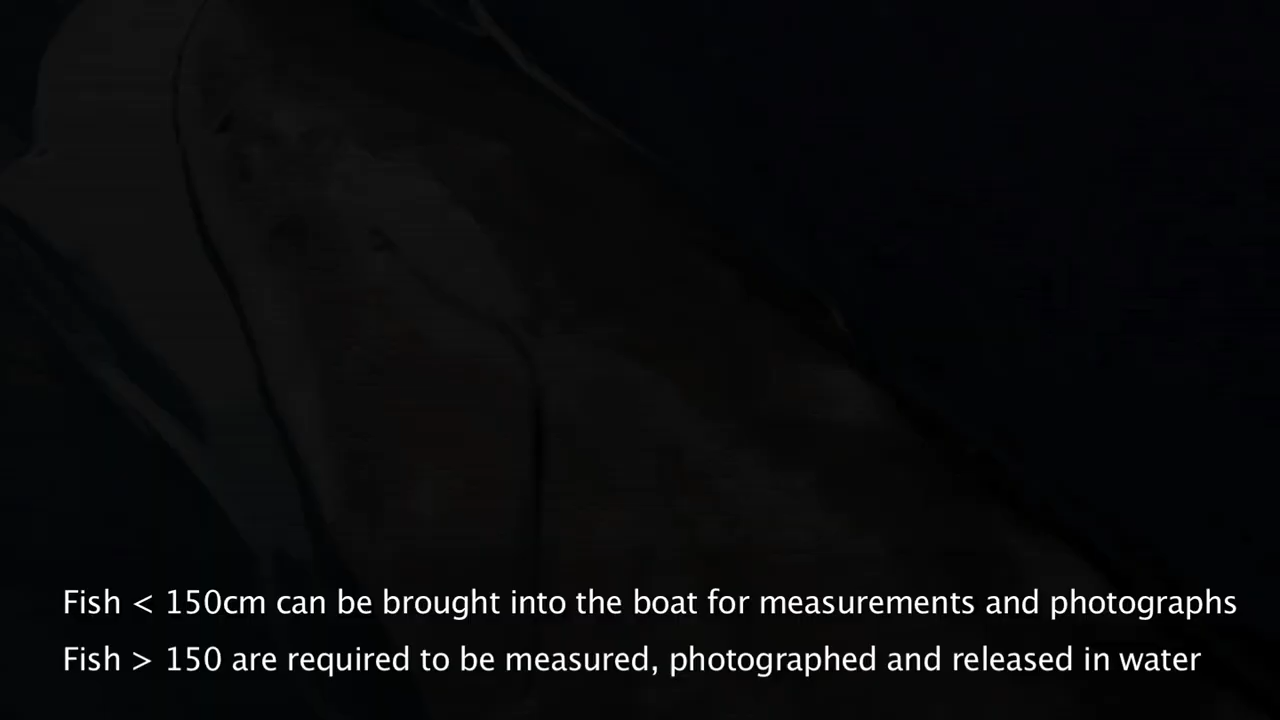 Fish < 150cm can be brought into the boat for measurements and photographs
Fish > 150 are required to be measured, photographed and released in water